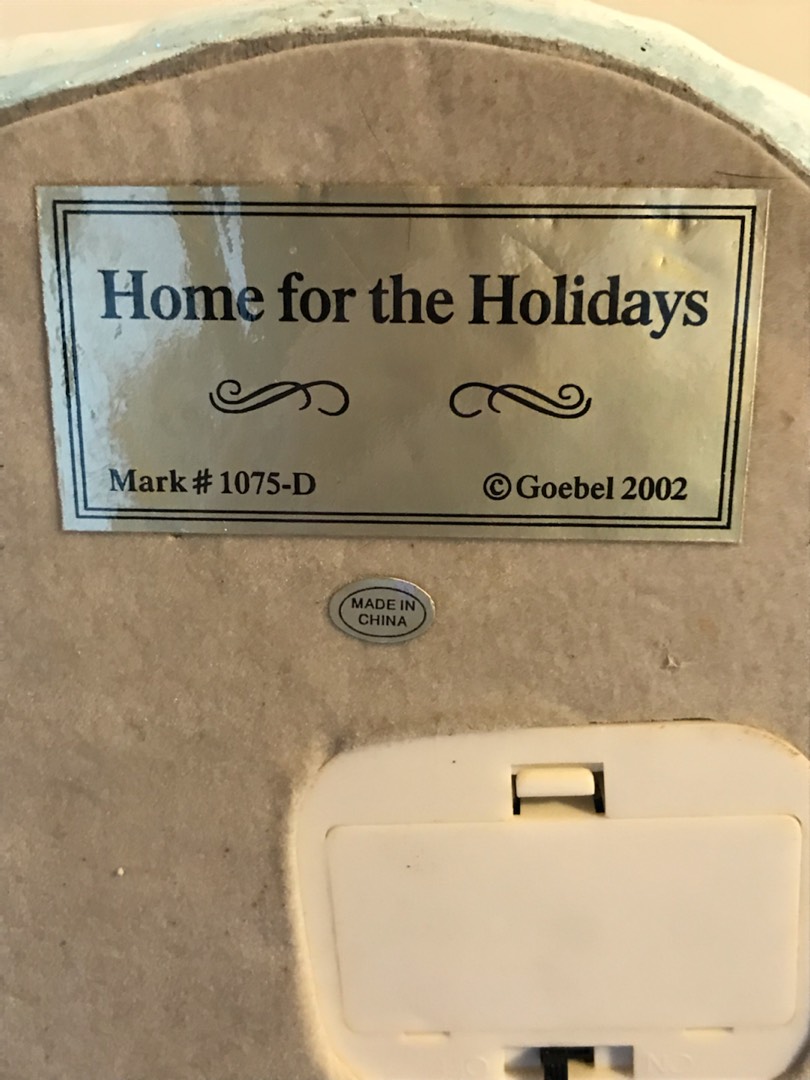 Home for the Holidays
Mark # 1075-D
© Goebel 2002
MADE IN
CHINA